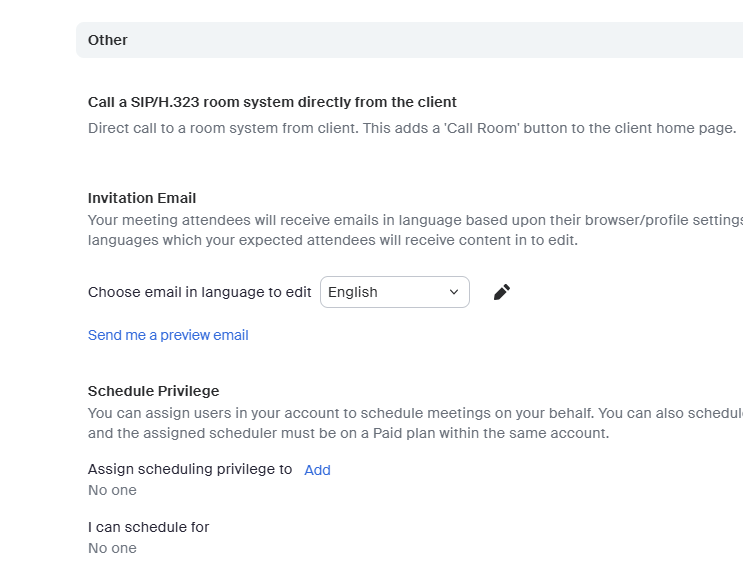 Other
Call a SIP/H.323 room system directly from the client
Direct call to a room system from client. This adds a 'Call Room' button to the client home page.
Invitation Email
Your meeting attendees will receive emails in language based upon their browser/profile settings
languages which your expected attendees will receive content in to edit.
Choose email in language to edit English
Send me a preview email
Schedule Privilege
You can assign users in your account to schedule meetings on your behalf. You can also
and the assigned scheduler must be on a Paid plan within the same account.
Assign scheduling privilege to Add
No one
I can schedule for
No one